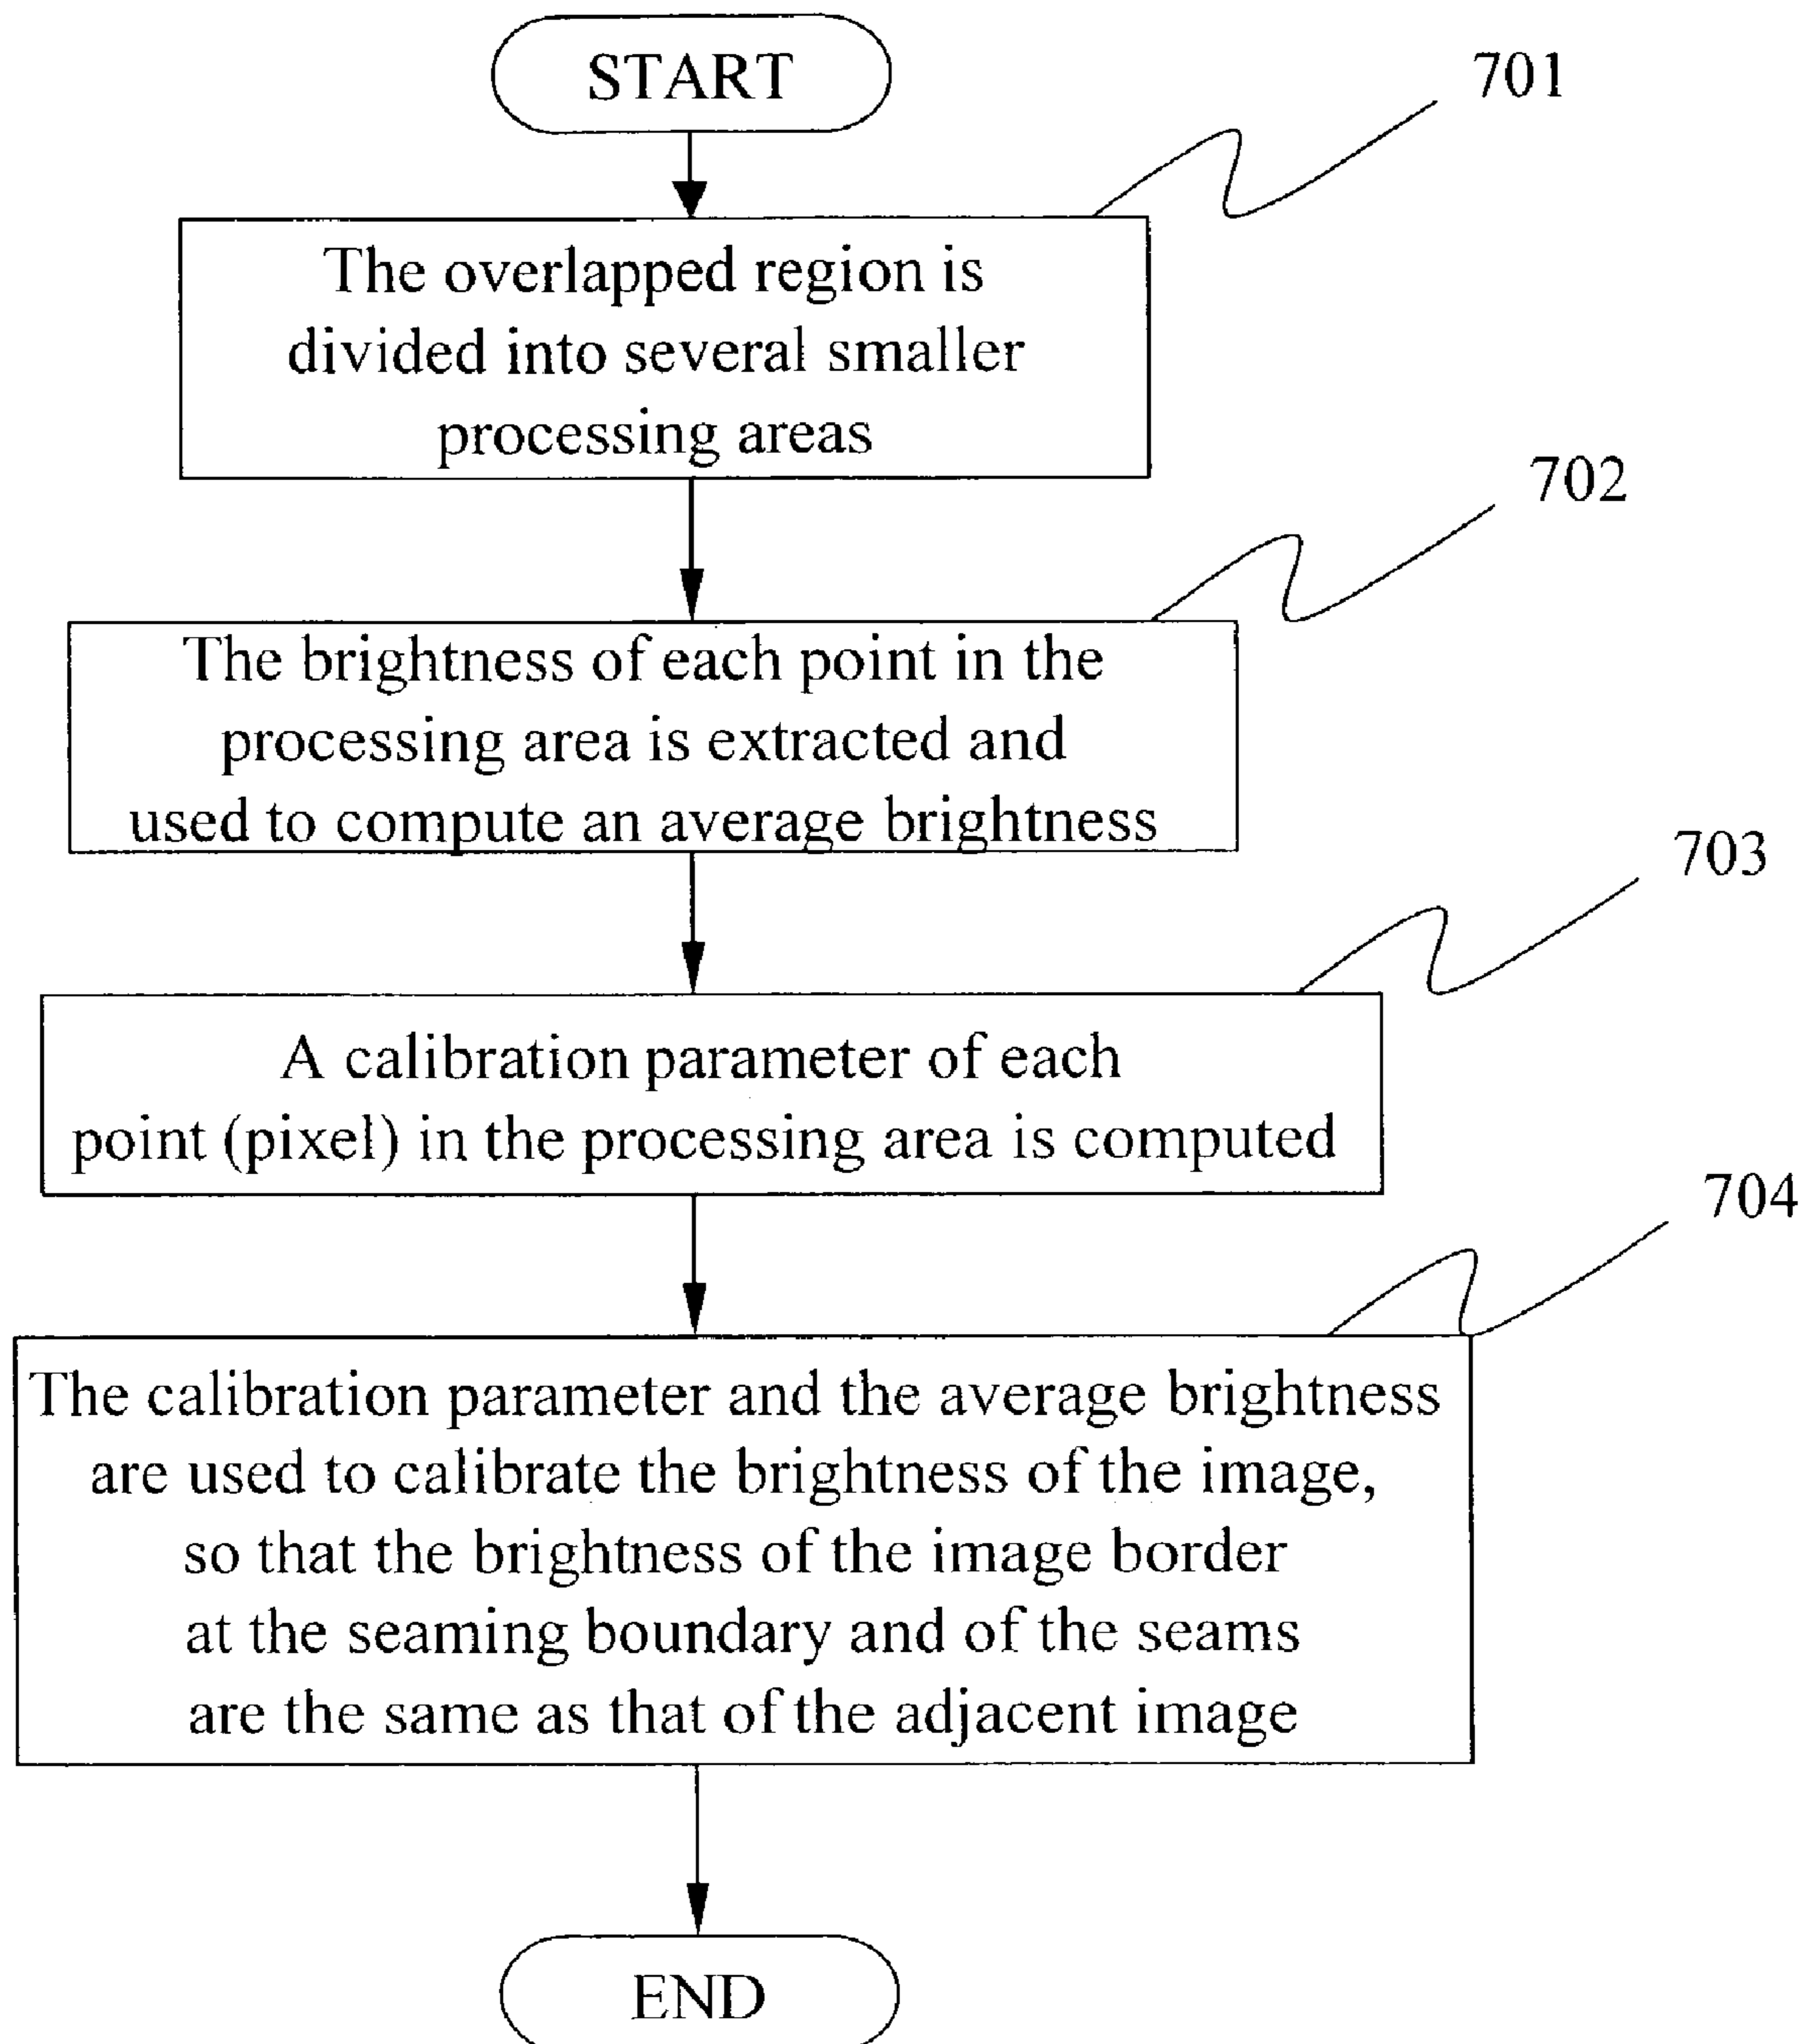 START
701
The overlapped region is
divided into several smaller
processing areas
702
The brightness of each point in the
processing area is extracted and
used to compute an average brightness
703
A calibration parameter of each
point (pixel) in the processing area is computed
704
The calibration parameter and the average brightness
are used to calibrate the brightness of the image,
so that the brightness of the image border
at the seaming boundary and of the seams
are the same as that of the adjacent image
END